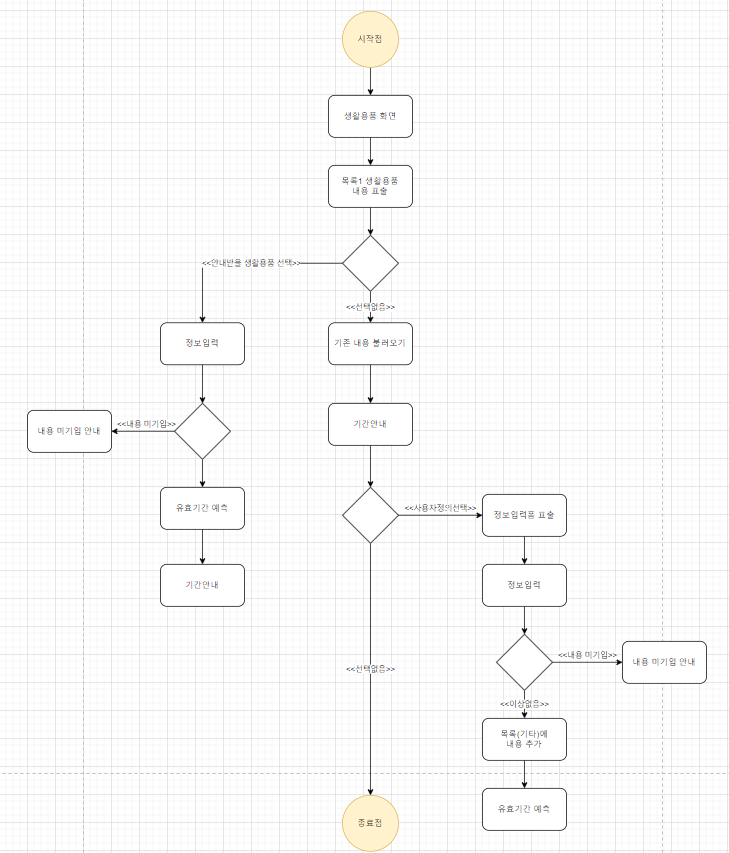 시작점
생활용품 화면
목록1 생활용품
내용 표출
<<안내받을 생활용품 선택>>
<<선택없음>>
정보입력
기존 내용 불러오기
내용 미기입 안내
<<내용 미기입>>
기간안내
유효기간 예측
<<사용자정의선택>>
정보입력폼 표출
기간안내
정보입력
<<선택없음>>
<<내용 미기입>>
내용 미기입 안내
<<이상없음>>
목록(기타)에
내용 추가
종료점
유효기간 예측